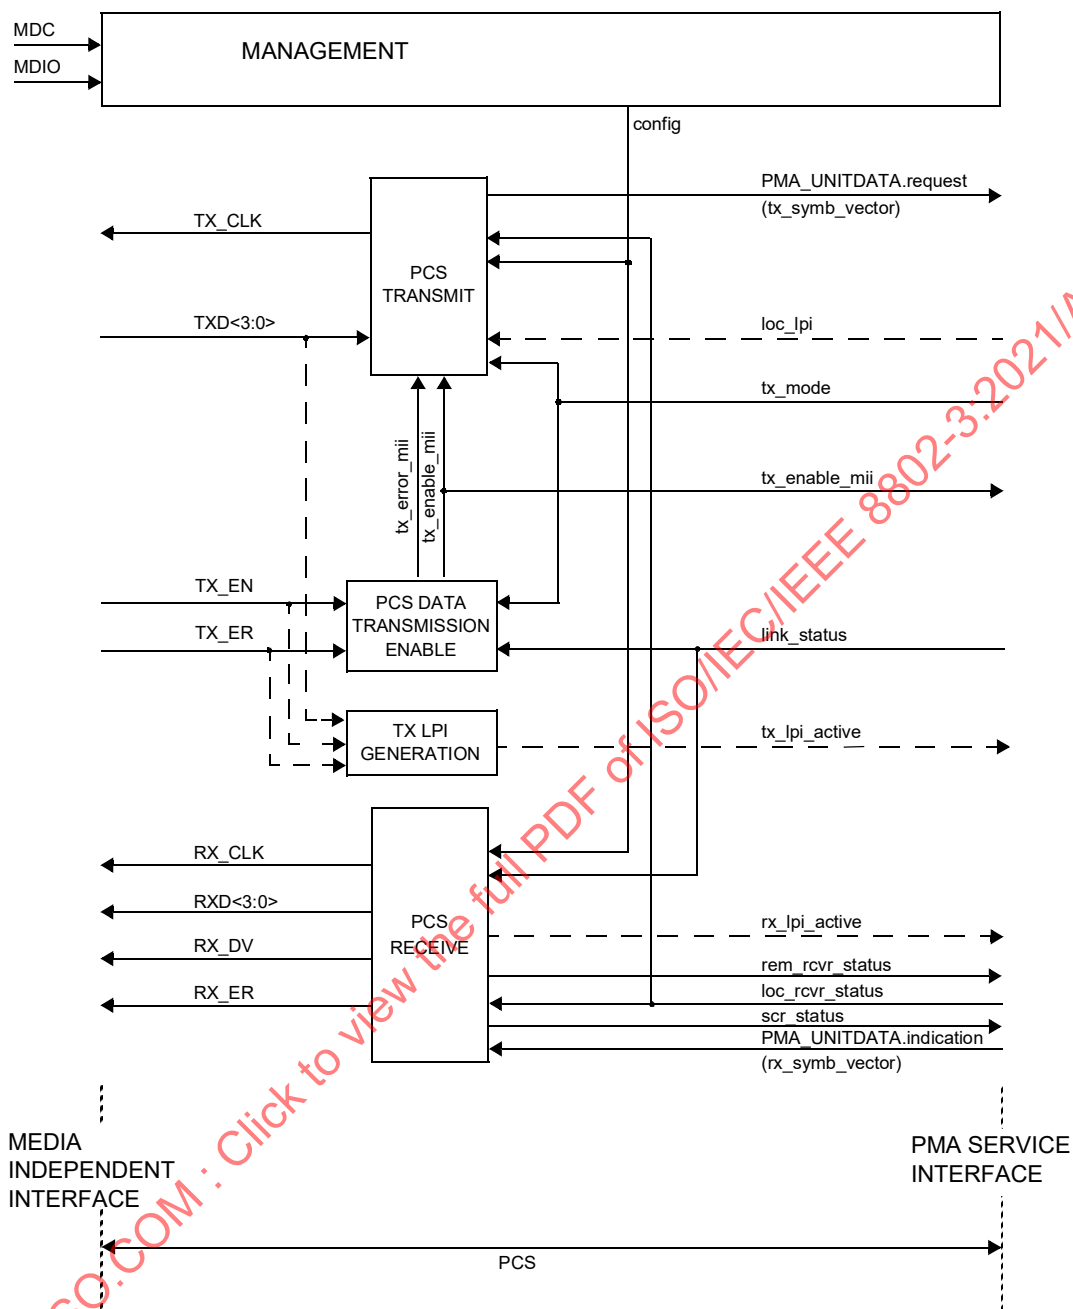 MDC
MANAGEMENT
MDIO
config
PMA_UNITDATA.request
(tx_symb_vector)
TX_CLK
PCS
TRANSMIT
TXD<3:0>
loc_lpi
tx_mode
tx_error_mii
tx_enable_mii
tx_enable_mii
TX_EN
PCS DATA
TRANSMISSION
ENABLE
TX_ER
link_status
TX LPI
GENERATION
tx_lpi_active
RX_CLK
RXD<3:0>
PCS
RECEIVE
rx_lpi_active
RX_DV
rem_rcvr_status
RX_ER
loc_rcvr_status
scr_status
PMA_UNITDATA.indication
(rx_symb_vector)
MEDIA
INDEPENDENT
INTERFACE
PMA SERVICE
INTERFACE
PCS
SO.COM : Click to view the full PDF of ISO/IEC/IEEE 8802-3:2021/